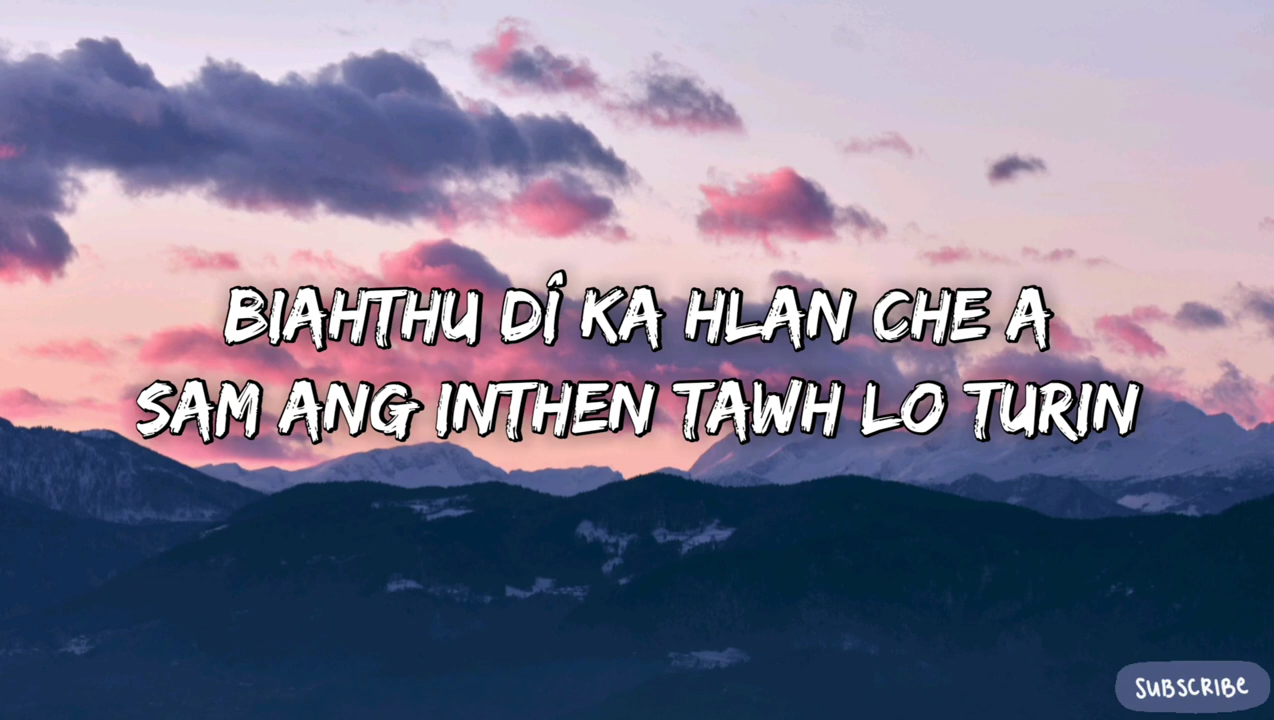 BIAHTHU DÎ KA HLAN CHE A
SAM ANG INTHEN TAWH LO TURIN
SUBSCRIBE